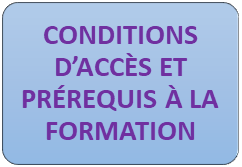 CONDITIONS
D'ACCÈS ET
PRÉREQUIS À LA
FORMATION